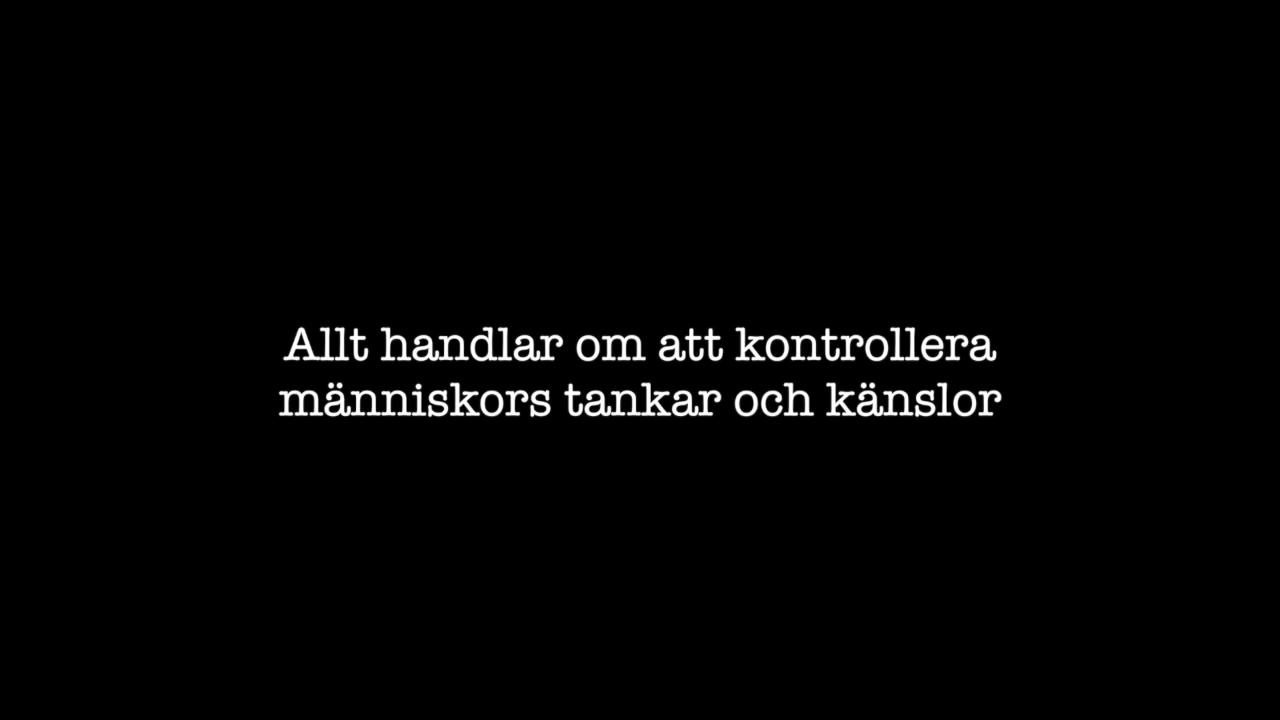 Allt handlar om att kontrollera
människors tankar och känslor